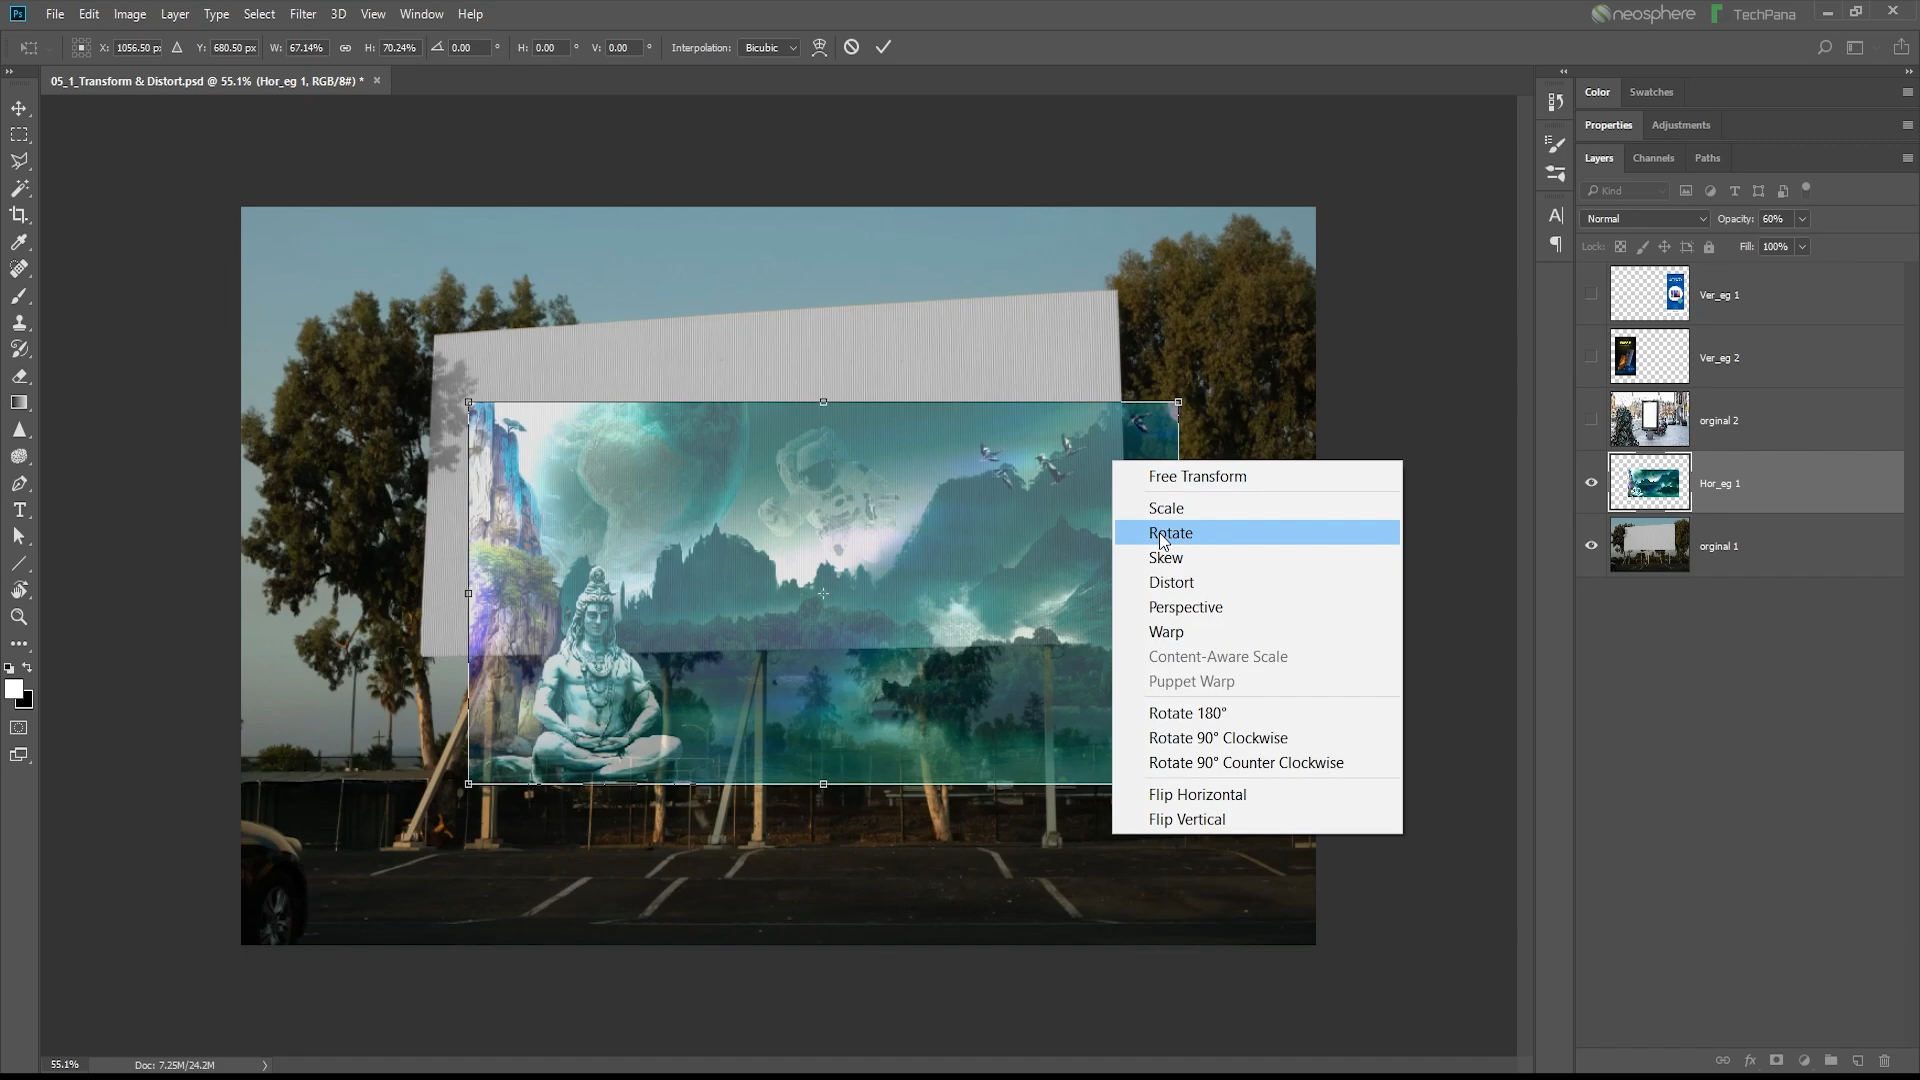 Ps File Edit Image Layer Type Select Filter 3D View Window Help neosphere TechPana
X: 1056.50 px Y: 680.50 px W: 67.14% H: 70.24% 0.00 ° H: 0.00 ° V: 0.00 ° Interpolation: Bicubic
05_1_Transform & Distort.psd @ 55.1% (Hor_eg 1, RGB/8#) *
Color Swatches
Properties Adjustments
Layers Channels Paths
Kind
Normal Opacity: 60%
Lock: Fill: 100%
Ver_eg 1
Ver_eg 2
orginal 2
Hor_eg 1
orginal 1
Free Transform
Scale
Rotate
Skew
Distort
Perspective
Warp
Content-Aware Scale
Puppet Warp
Rotate 180°
Rotate 90° Clockwise
Rotate 90° Counter Clockwise
Flip Horizontal
Flip Vertical
55.1% Doc: 7.25M/24.2M